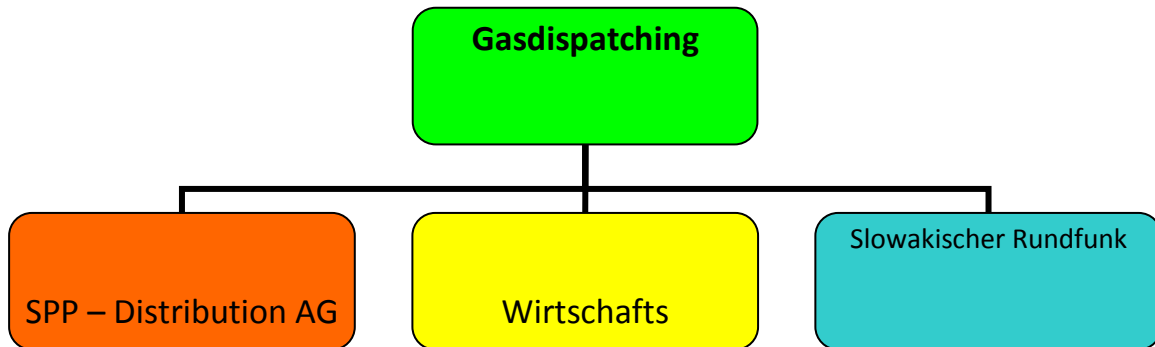 Gasdispatching
SPP – Distribution AG
Wirtschafts
Slowakischer Rundfunk